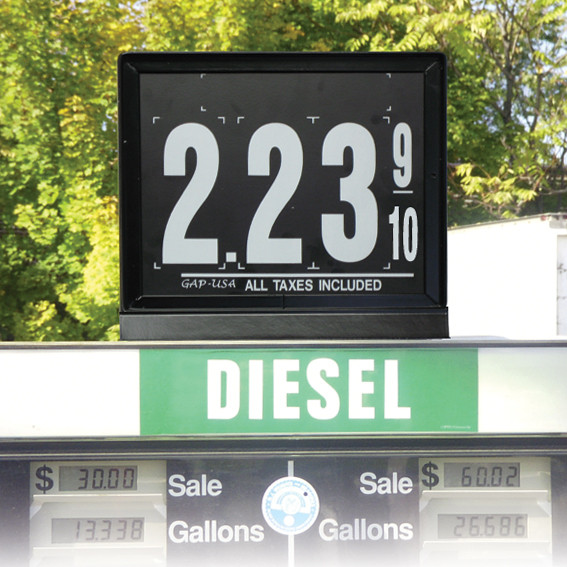 2.23 9/10
GAP-USA ALL TAXES INCLUDED
DIESEL
$ 30.00 Sale Sale $ 60.02
13.338 Gallons Gallons 26.686